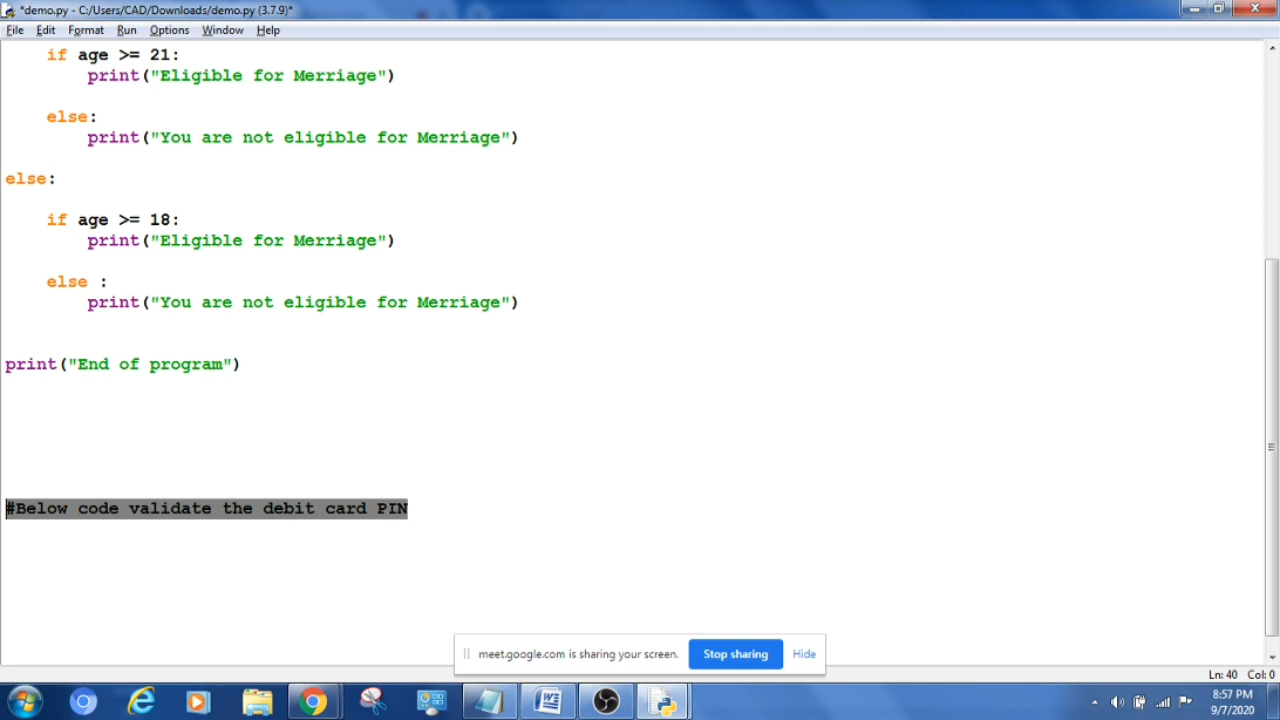 *demo.py - C:/Users/CAD/Downloads/demo.py (3.7.9)*
File Edit Format Run Options Window Help
if age >= 21:
print("Eligible for Merriage")
else:
print("You are not eligible for Merriage")
else:
if age >= 18:
print("Eligible for Merriage")
else :
print("You are not eligible for Merriage")
print("End of program")
#Below code validate the debit card PIN
meet.google.com is sharing your screen. Stop sharing Hide
Ln: 40 Col: 0
8:57 PM
9/7/2020